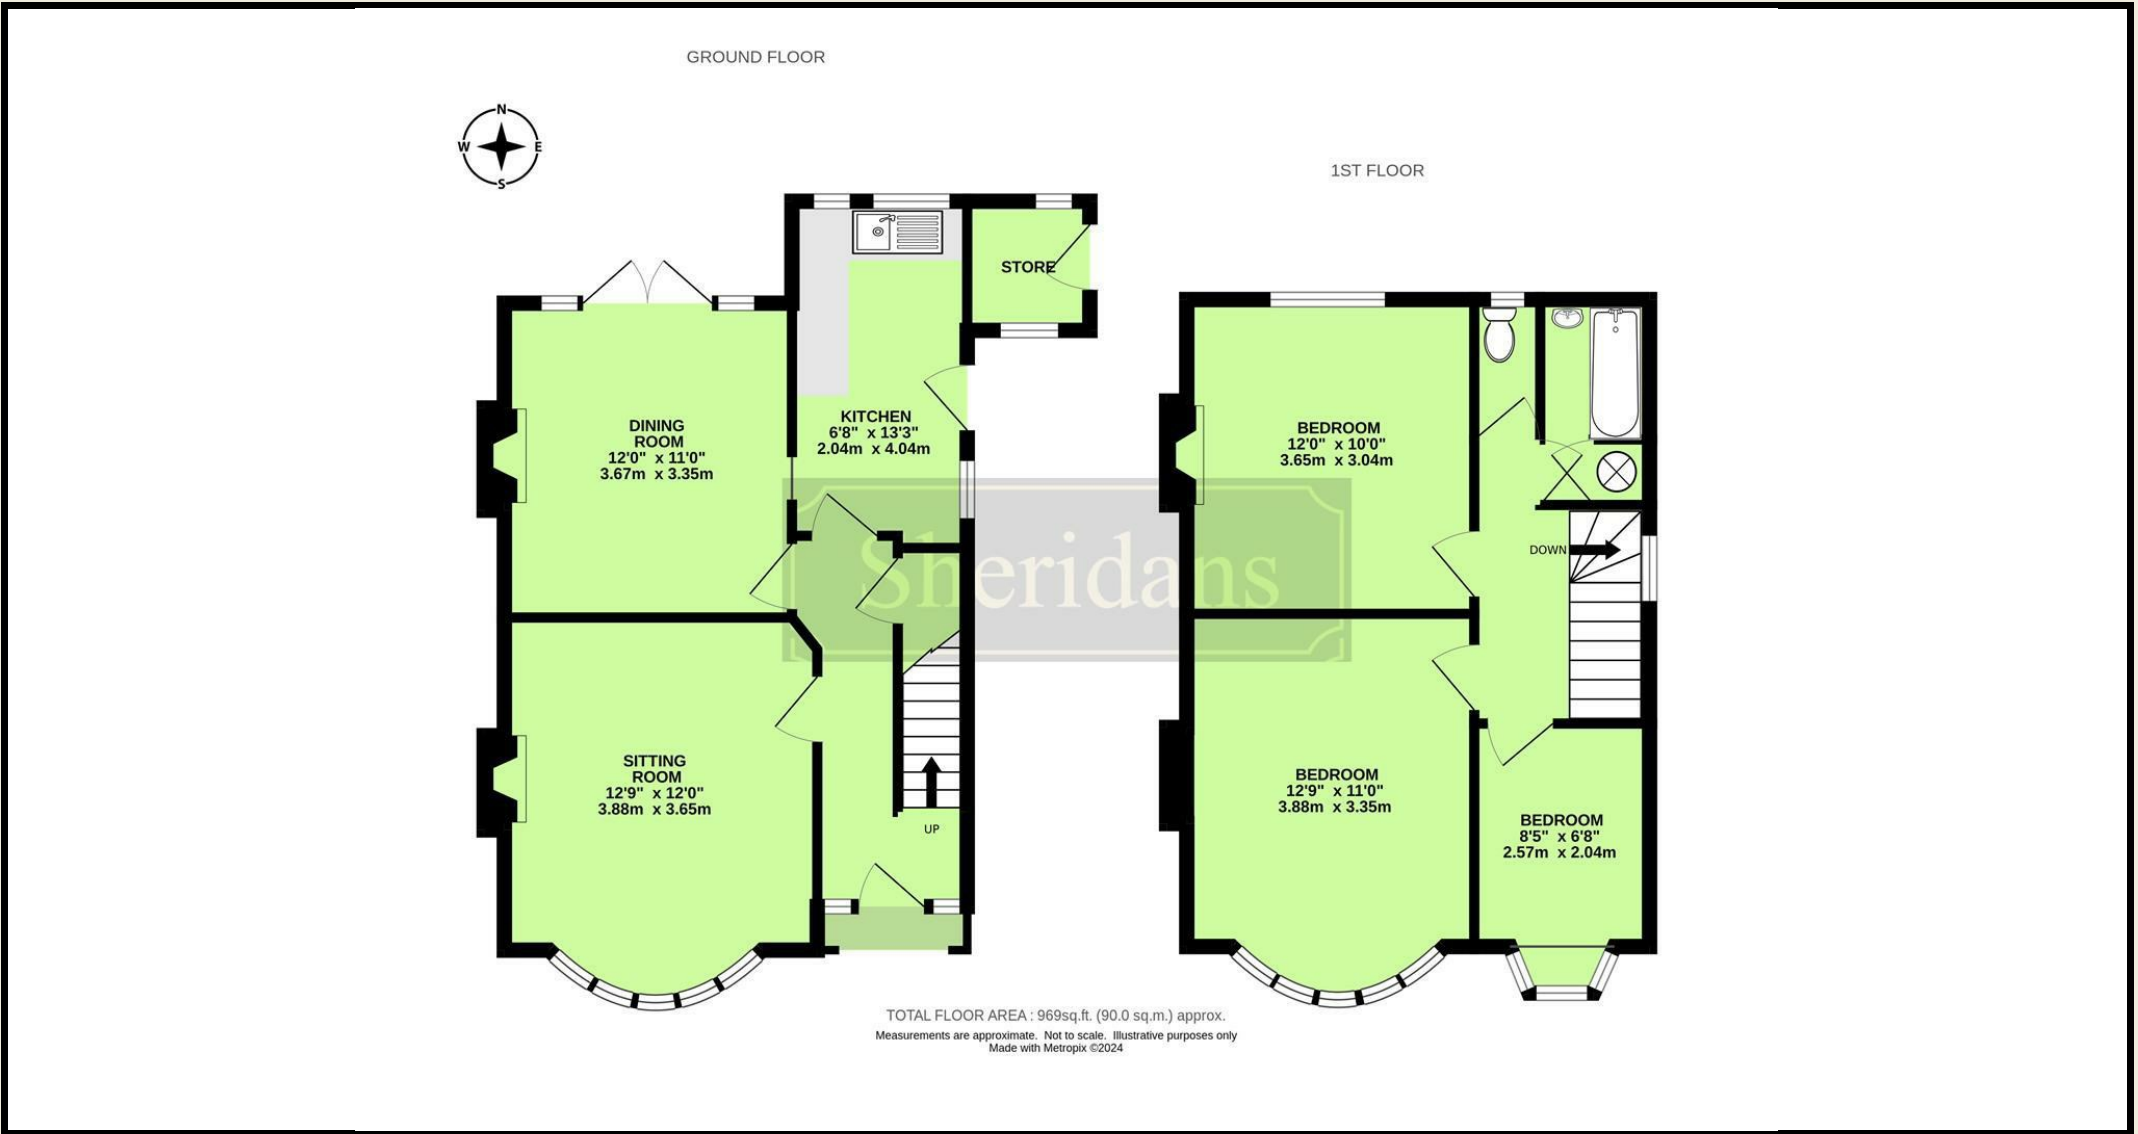 GROUND FLOOR
N
W E
S
1ST FLOOR
STORE
KITCHEN
6'8" x 13'3"
2.04m x 4.04m
DINING
ROOM
12'0" x 11'0"
3.67m x 3.35m
BEDROOM
12'0" x 10'0"
3.65m x 3.04m
DOWN
Sheridans
SITTING
ROOM
12'9" x 12'0"
3.88m x 3.65m
UP
BEDROOM
12'9" x 11'0"
3.88m x 3.35m
BEDROOM
8'5" x 6'8"
2.57m x 2.04m
TOTAL FLOOR AREA : 969sq.ft. (90.0 sq.m.) approx.
Measurements are approximate. Not to scale. Illustrative purposes only
Made with Metropix ©2024